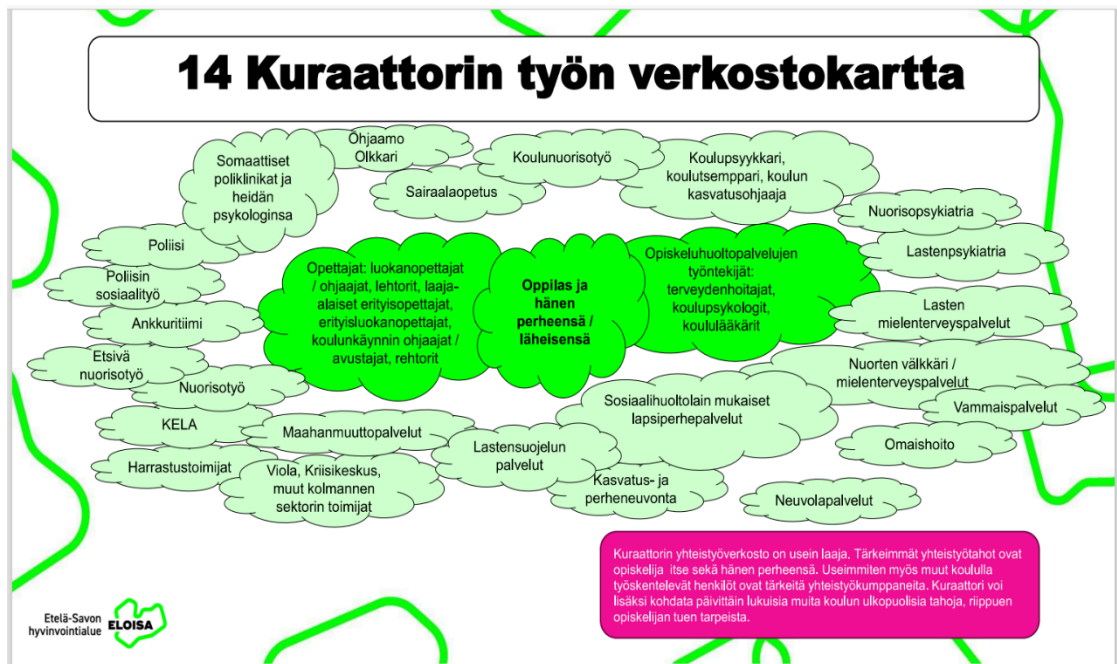 14 Kuraattorin työn verkostokartta
Somaattiset
poliklinikat ja
heidän
psykologinsa
Ohjaamo
Olkkari
Sairaalaopetus
Koulunuorisotyö
Koulupsyykkari,
koulutsemppari, koulun
kasvatusohjaaja
Nuorisopsykiatria
Lastenpsykiatria
Poliisi
Poliisin
sosiaalityö
Ankkuritiimi
Etsivä
nuorisotyö
Nuorisotyö
Opettajat: luokanopettajat
/ ohjaajat, lehtorit, laaja-
alaiset erityisopettajat,
erityisluokanopettajat,
koulunkäynnin ohjaajat /
avustajat, rehtorit
Oppilas ja
hänen
perheensä /
läheisensä
Opiskeluhuoltopalvelujen
työntekijät:
terveydenhoitajat,
koulupsykologit,
koululääkärit
Lasten
mielenterveyspalvelut
Nuorten välkkäri /
mielenterveyspalvelut
Vammaispalvelut
Omaishoito
KELA
Maahanmuuttopalvelut
Harrastustoimijat
Viola, Kriisikeskus,
muut kolmannen
sektorin toimijat
Lastensuojelun
palvelut
Sosiaalihuoltolain mukaiset
lapsiperhepalvelut
Kasvatus- ja
perheneuvonta
Neuvolapalvelut
Kuraattorin yhteistyöverkosto on usein laaja. Tärkeimmät yhteistyötahot ovat
opiskelija itse sekä hänen perheensä. Useimmiten myös muut koululla
työskentelevät henkilöt ovat tärkeitä yhteistyökumppaneita. Kuraattori voi
lisäksi kohdata päivittäin lukuisia muita koulun ulkopuolisia tahoja, riippuen
opiskelijan tuen tarpeista.
Etelä-Savon
hyvinvointialue
ELOISA